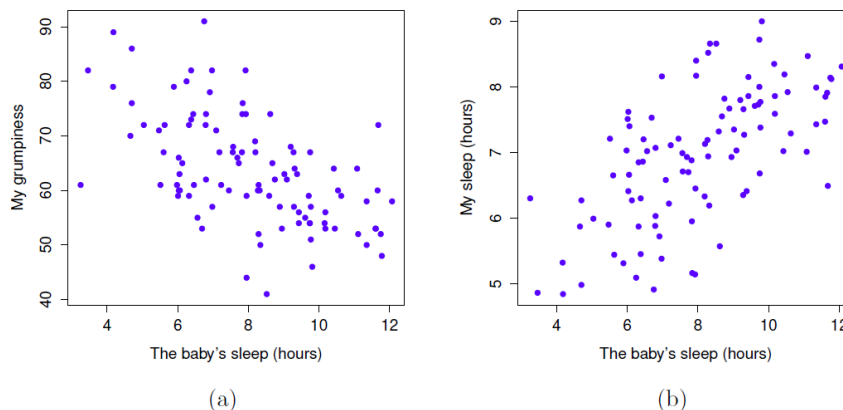 My grumpiness
90
80
70
60
50
40
4 6 8 10 12
The baby's sleep (hours)
(a)
My sleep (hours)
9
8
7
6
5
4 6 8 10 12
The baby's sleep (hours)
(b)